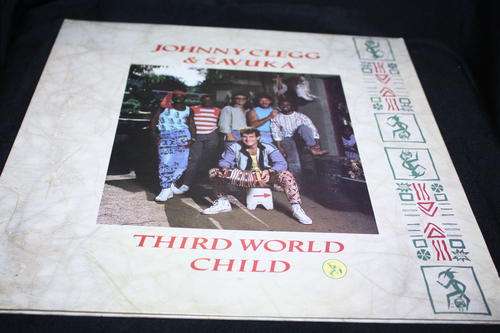 JOHNNY CLEGG
& SAVUKA
THIRD WORLD
CHILD